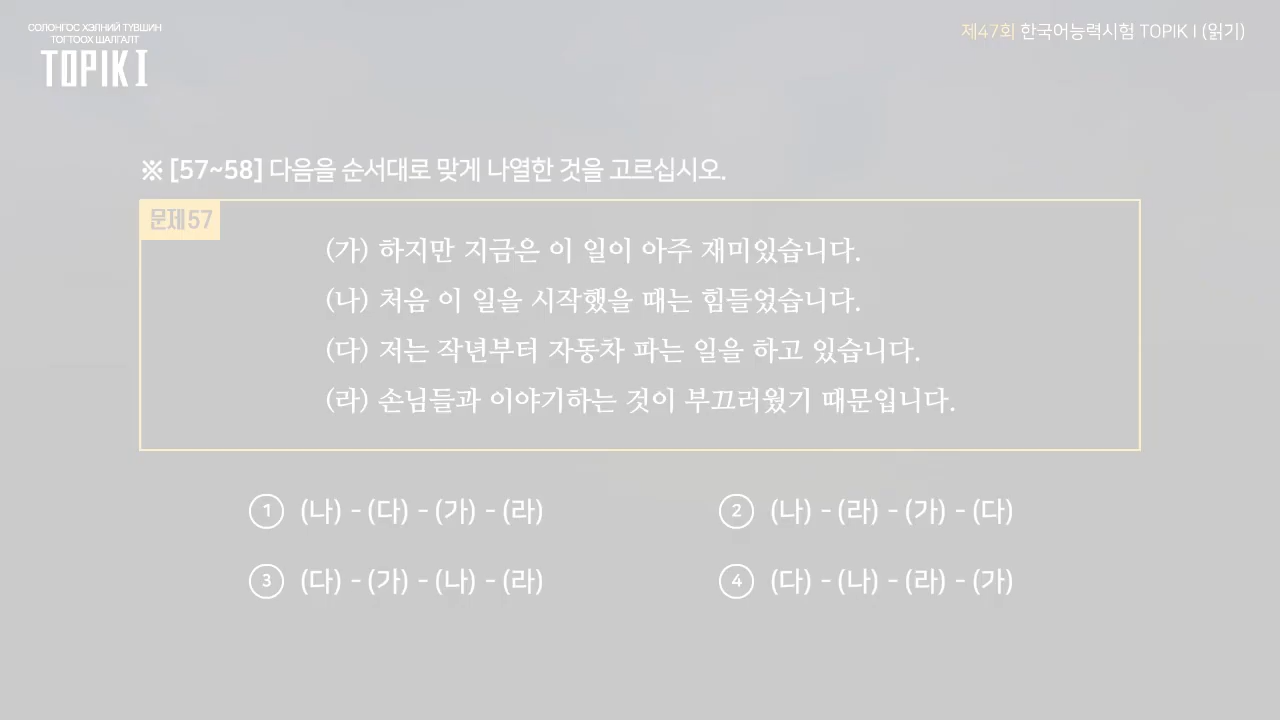 СОЛОНГОС ХЭЛНИЙ ТҮВШИН
ТОГТООХ ШАЛГАЛТ
TOPIK I
제47회 한국어능력시험 TOPIK I (읽기)
※ [57~58] 다음을 순서대로 맞게 나열한 것을 고르십시오.
문제57
(가) 하지만 지금은 이 일이 아주 재미있습니다.
(나) 처음 이 일을 시작했을 때는 힘들었습니다.
(다) 저는 작년부터 자동차 파는 일을 하고 있습니다.
(라) 손님들과 이야기하는 것이 부끄러웠기 때문입니다.
① (나) - (다) - (가) - (라)
② (나) - (라) - (가) - (다)
③ (다) - (가) - (나) - (라)
④ (다) - (나) - (라) - (가)